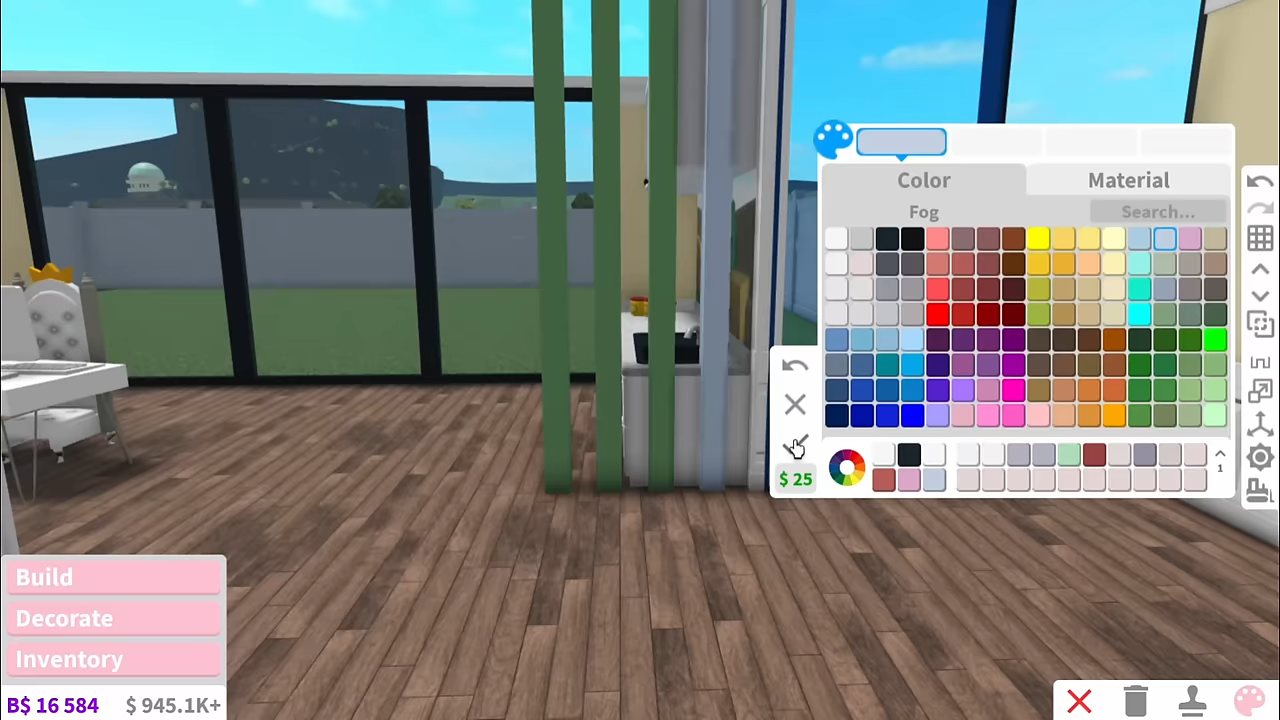 Color
Material
Fog
Search...
1
$ 25
Build
Decorate
Inventory
B$ 16 584
$ 945.1K+